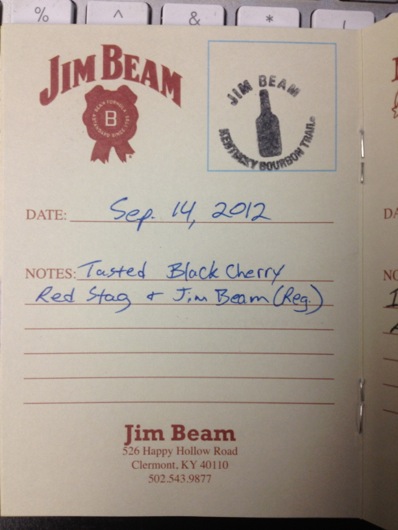 % ^ & *
JIM BEAM
B
JIM BEAM
KENTUCKY BOURBON TRAIL
DATE: Sep. 14, 2012
NOTES: Tasted Black Cherry
Red Stag + Jim Beam (Reg.)
Jim Beam
526 Happy Hollow Road
Clermont, KY 40110
502.543.9877